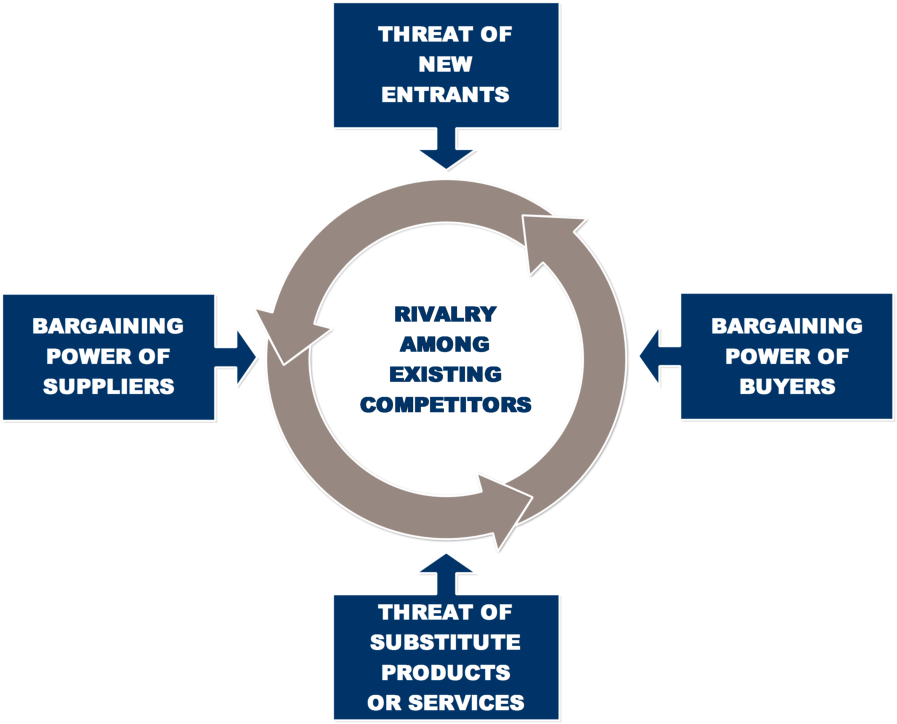 THREAT OF
NEW
ENTRANTS
BARGAINING
POWER OF
SUPPLIERS
RIVALRY
AMONG
EXISTING
COMPETITORS
BARGAINING
POWER OF
BUYERS
THREAT OF
SUBSTITUTE
PRODUCTS
OR SERVICES